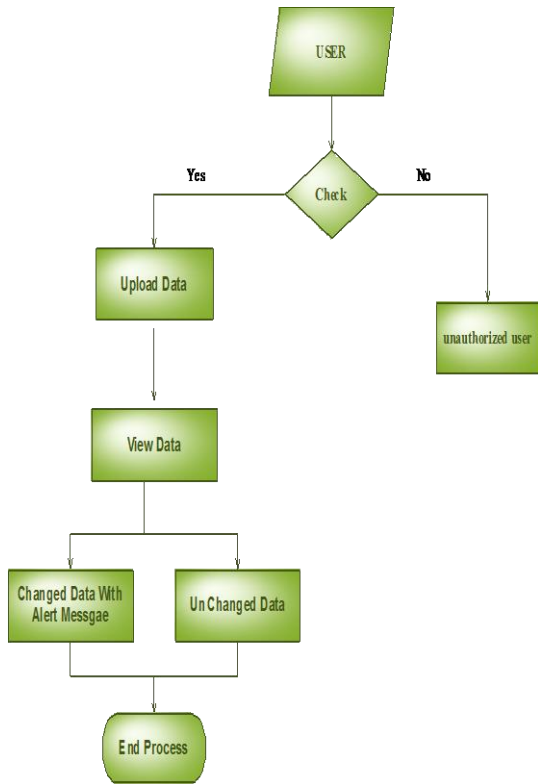 USER
Yes
Check
No
Upload Data
unauthorized user
View Data
Changed Data With
Alert Messgae
Un Changed Data
End Process